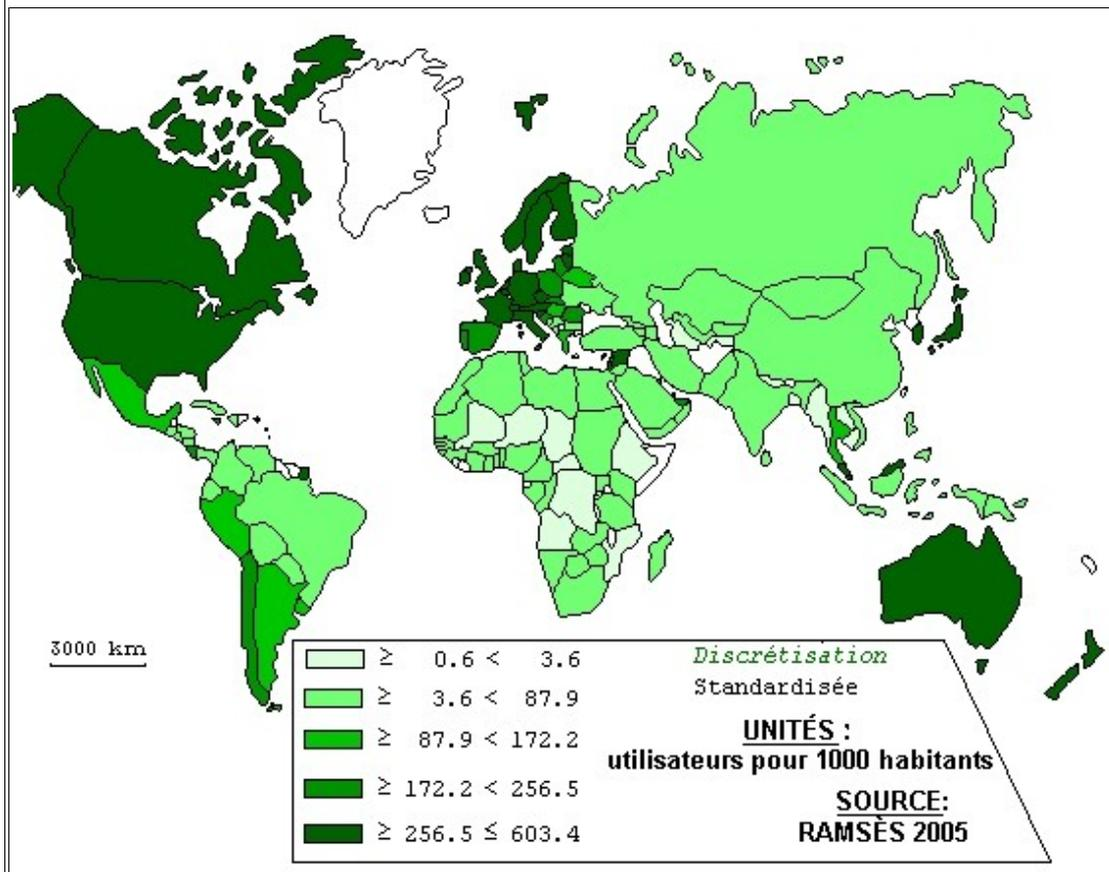 3000 km
≥ 0.6 < 3.6
≥ 3.6 < 87.9
≥ 87.9 < 172.2
≥ 172.2 < 256.5
≥ 256.5 ≤ 603.4
Discrétisation
Standardisée
UNITÉS :
utilisateurs pour 1000 habitants
SOURCE:
RAMSÈS 2005